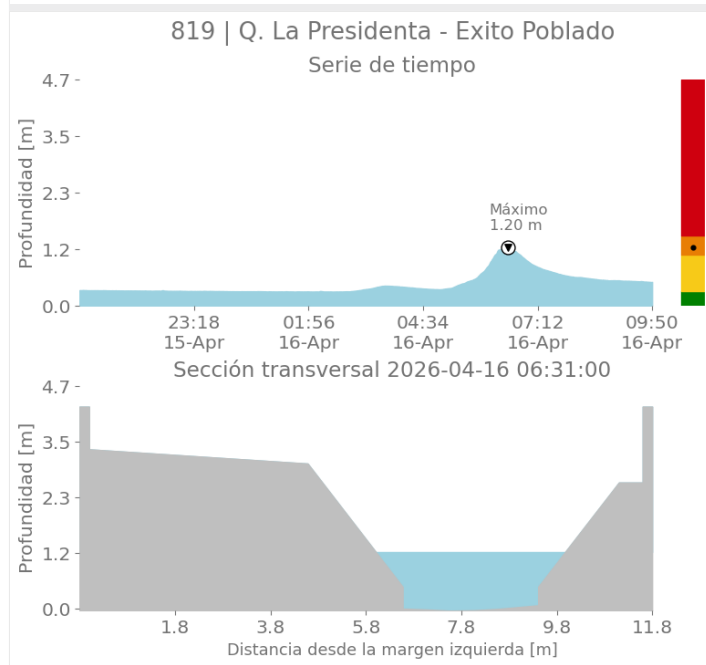 819 | Q. La Presidenta - Exito Poblado
Serie de tiempo
Profundidad [m]
4.7
3.5
2.3
1.2
0.0
Máximo
1.20 m
23:18 01:56 04:34 07:12 09:50
15-Apr 16-Apr 16-Apr 16-Apr 16-Apr
Sección transversal 2026-04-16 06:31:00
Profundidad [m]
4.7
3.5
2.3
1.2
0.0
1.8 3.8 5.8 7.8 9.8 11.8
Distancia desde la margen izquierda [m]